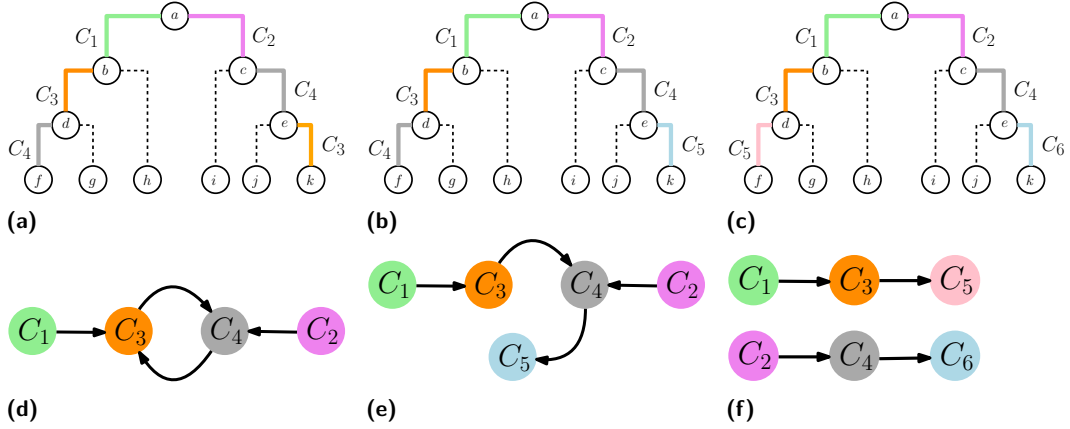 a a a
C1 C2 C1 C2 C1 C2
b c b c b c
C3 C4 C3 C4 C3 C4
d e d e d e
C4 C3 C4 C5 C5 C6
f g h i j k f g h i j k f g h i j k
(a) (b) (c)
C1 C3 C4 C2
(d)
C1 C3 C4 C2
C5
(e)
C1 C3 C5
C2 C4 C6
(f)